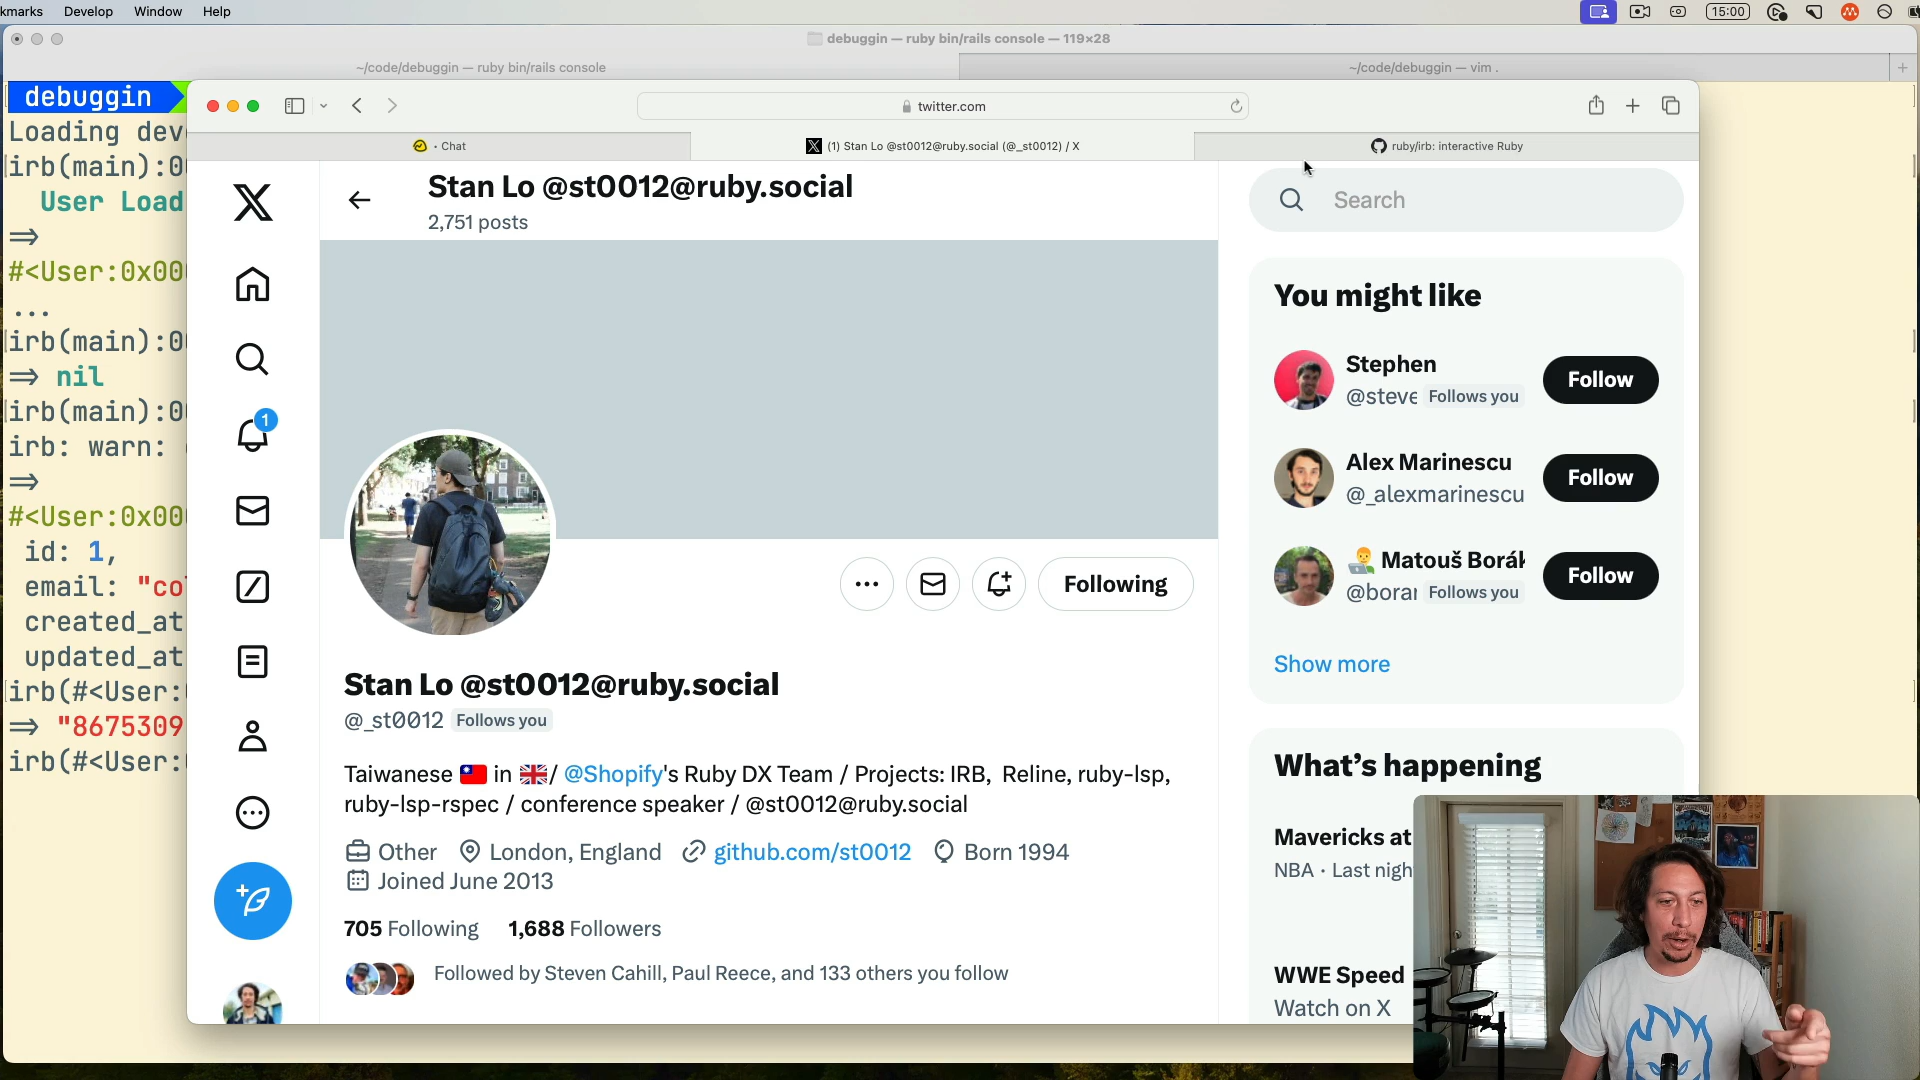 kmarks Develop Window Help 15:00
debuggin — ruby bin/rails console — 119×28
~/code/debuggin — ruby bin/rails console ~/code/debuggin — vim .
debuggin
Loading dev
irb(main):0
User Load
=>
#<User:0x00
...
irb(main):0
=> nil
irb(main):0
irb: warn:
=>
#<User:0x00
id: 1,
email: "co
created_at
updated_at
irb(#<User:
=> "8675309
irb(#<User:
twitter.com
• Chat
(1) Stan Lo @st0012@ruby.social (@_st0012) / X
ruby/irb: interactive Ruby
Stan Lo @st0012@ruby.social
2,751 posts
1
Following
Stan Lo @st0012@ruby.social
@_st0012 Follows you
Taiwanese 🇹🇼 in 🇬🇧/ @Shopify's Ruby DX Team / Projects: IRB, Reline, ruby-lsp,
ruby-lsp-rspec / conference speaker / @st0012@ruby.social
Other London, England github.com/st0012 Born 1994
Joined June 2013
705 Following 1,688 Followers
Followed by Steven Cahill, Paul Reece, and 133 others you follow
Search
You might like
Stephen
@steve Follows you
Follow
Alex Marinescu
@_alexmarinescu
Follow
Matouš Borák
@borar Follows you
Follow
Show more
What's happening
Mavericks at
NBA · Last nigh
WWE Speed
Watch on X